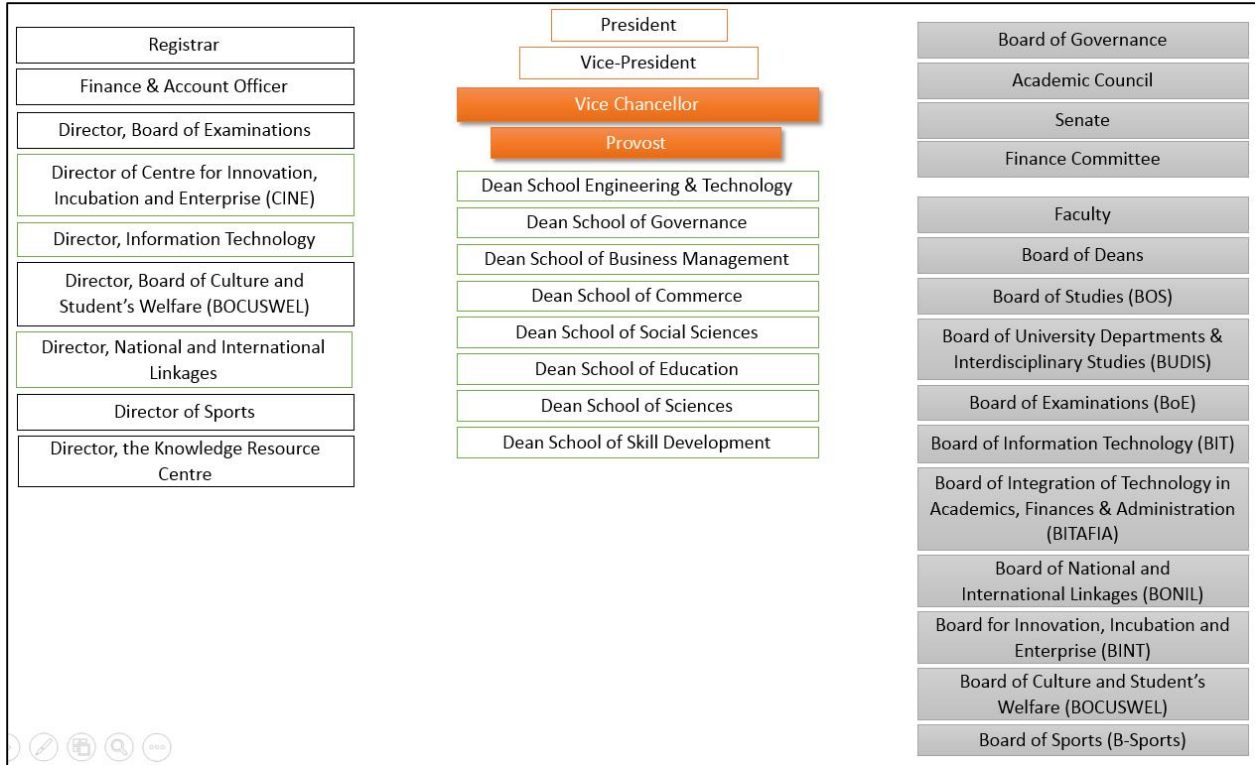 Registrar
Finance & Account Officer
Director, Board of Examinations
Director of Centre for Innovation,
Incubation and Enterprise (CINE)
Director, Information Technology
Director, Board of Culture and
Student’s Welfare (BOCUSWEL)
Director, National and International
Linkages
Director of Sports
Director, the Knowledge Resource
Centre
President
Vice-President
Vice Chancellor
Provost
Dean School Engineering & Technology
Dean School of Governance
Dean School of Business Management
Dean School of Commerce
Dean School of Social Sciences
Dean School of Education
Dean School of Sciences
Dean School of Skill Development
Board of Governance
Academic Council
Senate
Finance Committee
Faculty
Board of Deans
Board of Studies (BOS)
Board of University Departments &
Interdisciplinary Studies (BUDIS)
Board of Examinations (BoE)
Board of Information Technology (BIT)
Board of Integration of Technology in
Academics, Finances & Administration
(BITAFIA)
Board of National and
International Linkages (BONIL)
Board for Innovation, Incubation and
Enterprise (BINT)
Board of Culture and Student’s
Welfare (BOCUSWEL)
Board of Sports (B-Sports)